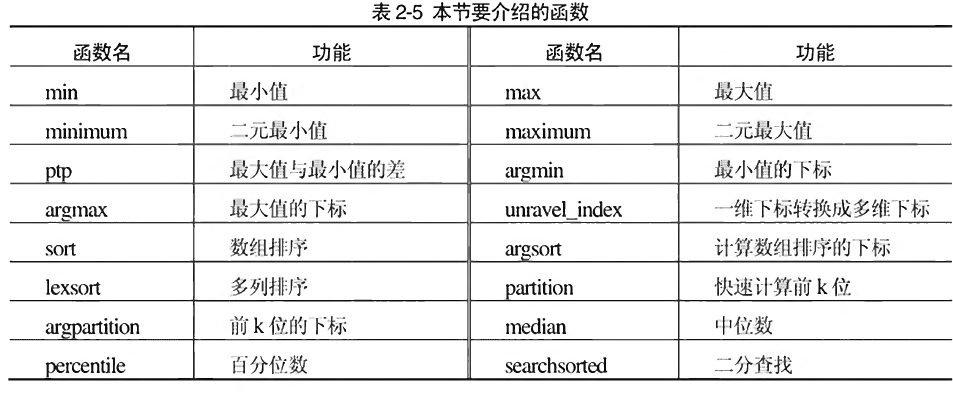 表 2-5 本节要介绍的函数
函数名 功能 函数名 功能
min 最小值 max 最大值
minimum 二元最小值 maximum 二元最大值
ptp 最大值与最小值的差 argmin 最小值的下标
argmax 最大值的下标 unravel_index 一维下标转换成多维下标
sort 数组排序 argsort 计算数组排序的下标
lexsort 多列排序 partition 快速计算前 k 位
argpartition 前 k 位的下标 median 中位数
percentile 百分位数 searchsorted 二分查找